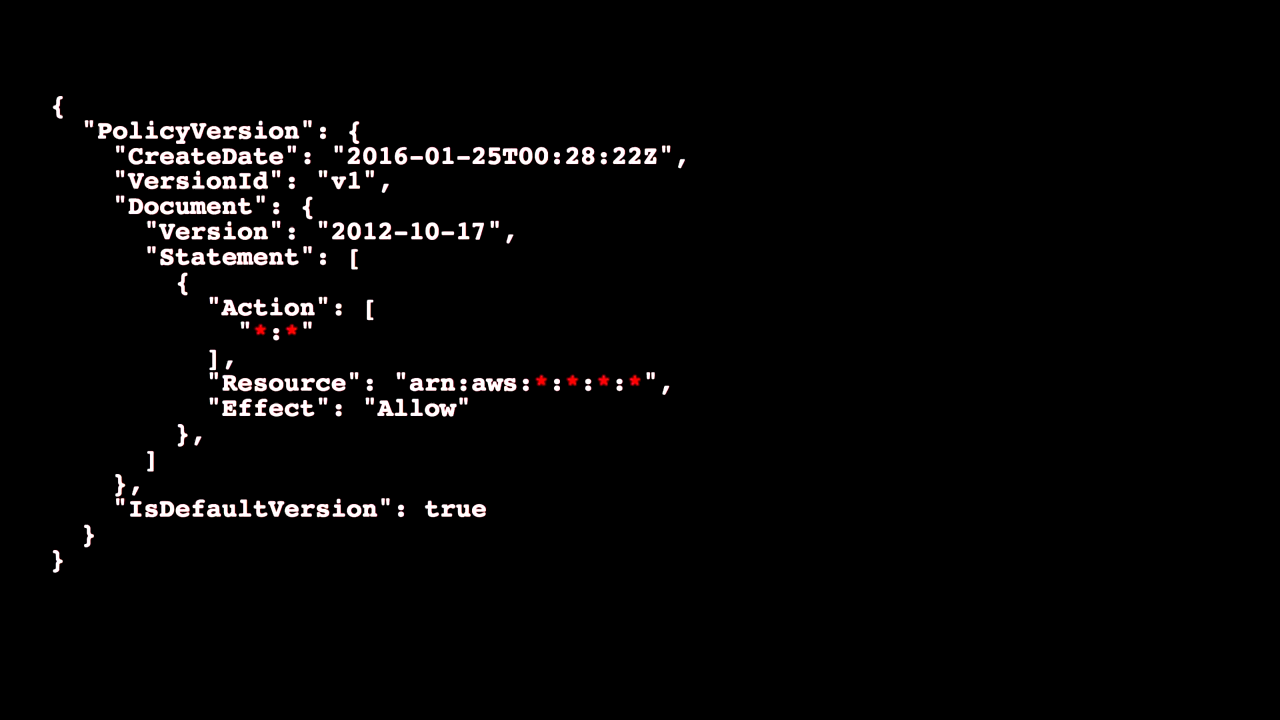 {
  "PolicyVersion": {
    "CreateDate": "2016-01-25T00:28:22Z",
    "VersionId": "v1",
    "Document": {
      "Version": "2012-10-17",
      "Statement": [
        {
          "Action": [
            "*:*"
          ],
          "Resource": "arn:aws:*:*:*:*",
          "Effect": "Allow"
        },
      ]
    },
    "IsDefaultVersion": true
  }
}